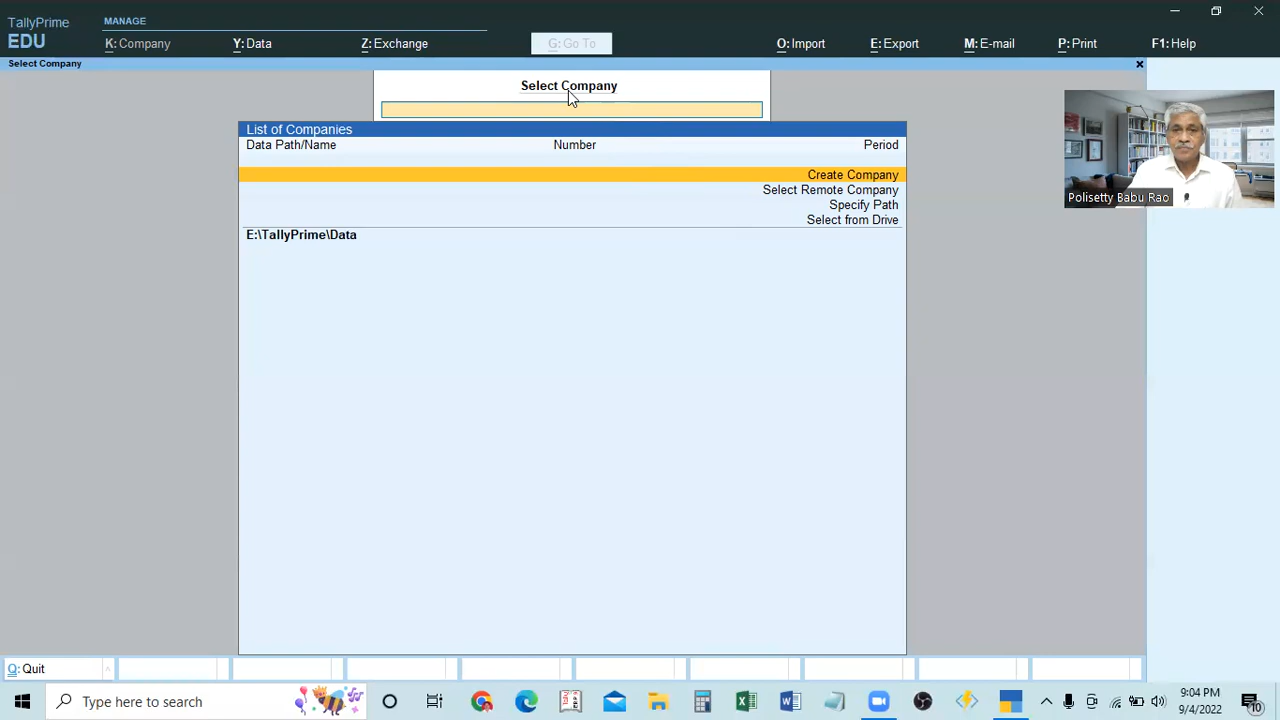 TallyPrime
EDU
MANAGE
K: Company
Y: Data
Z: Exchange
G: Go To
O: Import
E: Export
M: E-mail
P: Print
F1: Help
Select Company
Select Company
List of Companies
Data Path/Name Number Period
Create Company
Select Remote Company
Specify Path
Select from Drive
E:\TallyPrime\Data
Polisetty Babu Rao
Q: Quit
Type here to search
9:04 PM
9/4/2022
10